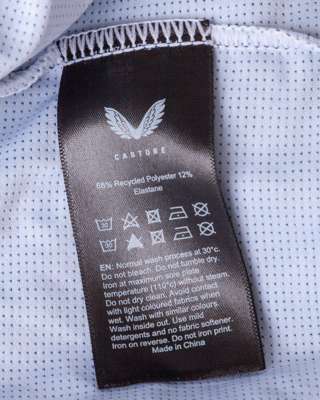 CASTORE
88% Recycled Polyester 12%
Elastane
EN: Normal wash process at 30°c.
Do not bleach. Do not tumble dry.
Iron at maximum sole plate
temperature (110°c) without steam.
Do not dry clean. Avoid contact
with light coloured fabrics when
wet. Wash with similar colours.
Wash inside out. Use mild
detergents and no fabric softener.
Iron on reverse. Do not iron print.
Made in China